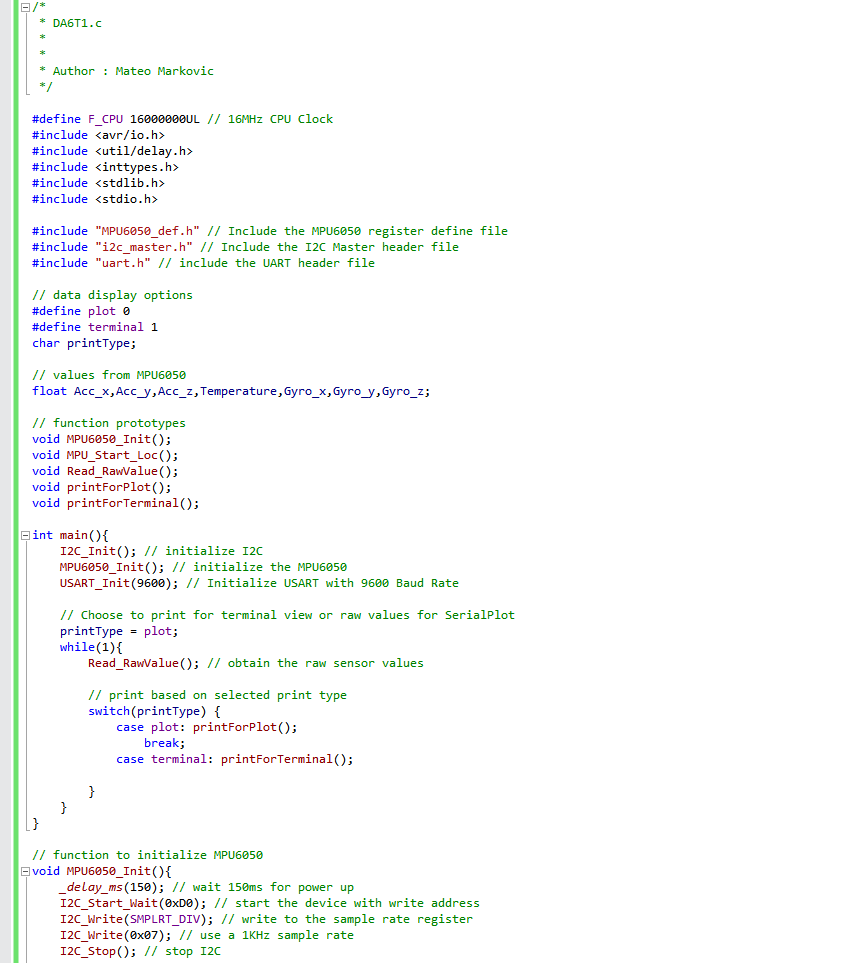 /*
 * DA6T1.c
 *
 *
 * Author : Mateo Markovic
 */

#define F_CPU 16000000UL // 16MHz CPU Clock
#include <avr/io.h>
#include <util/delay.h>
#include <inttypes.h>
#include <stdlib.h>
#include <stdio.h>

#include "MPU6050_def.h" // Include the MPU6050 register define file
#include "i2c_master.h" // Include the I2C Master header file
#include "uart.h" // include the UART header file

// data display options
#define plot 0
#define terminal 1
char printType;

// values from MPU6050
float Acc_x,Acc_y,Acc_z,Temperature,Gyro_x,Gyro_y,Gyro_z;

// function prototypes
void MPU6050_Init();
void MPU_Start_Loc();
void Read_RawValue();
void printForPlot();
void printForTerminal();

int main(){
    I2C_Init(); // initialize I2C
    MPU6050_Init(); // initialize the MPU6050
    USART_Init(9600); // Initialize USART with 9600 Baud Rate

    // Choose to print for terminal view or raw values for SerialPlot
    printType = plot;
    while(1){
        Read_RawValue(); // obtain the raw sensor values

        // print based on selected print type
        switch(printType) {
            case plot: printForPlot();
                break;
            case terminal: printForTerminal();

        }
    }
}

// function to initialize MPU6050
void MPU6050_Init(){
    _delay_ms(150); // wait 150ms for power up
    I2C_Start_Wait(0xD0); // start the device with write address
    I2C_Write(SMPLRT_DIV); // write to the sample rate register
    I2C_Write(0x07); // use a 1KHz sample rate
    I2C_Stop(); // stop I2C